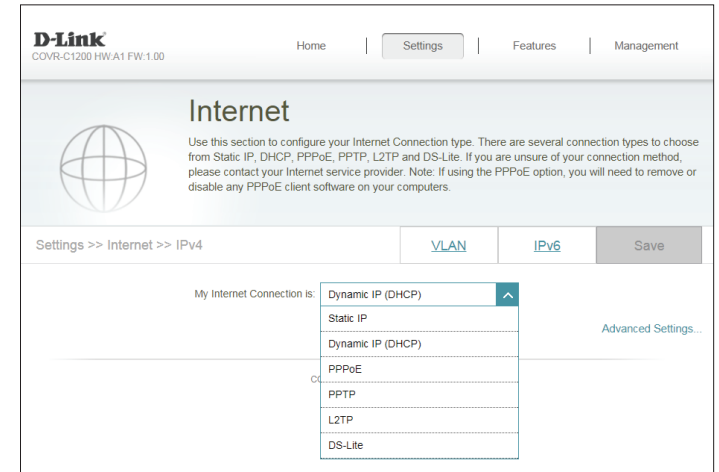 D-Link
COVR-C1200 HW:A1 FW:1.00
Home
Settings
Features
Management
Internet
Use this section to configure your Internet Connection type. There are several connection types to choose
from Static IP, DHCP, PPPoE, PPTP, L2TP and DS-Lite. If you are unsure of your connection method,
please contact your Internet service provider. Note: If using the PPPoE option, you will need to remove or
disable any PPPoE client software on your computers.
Settings >> Internet >> IPv4
VLAN
IPv6
Save
My Internet Connection is:
Dynamic IP (DHCP)
Static IP
Dynamic IP (DHCP)
PPPoE
PPTP
L2TP
DS-Lite
Advanced Settings...